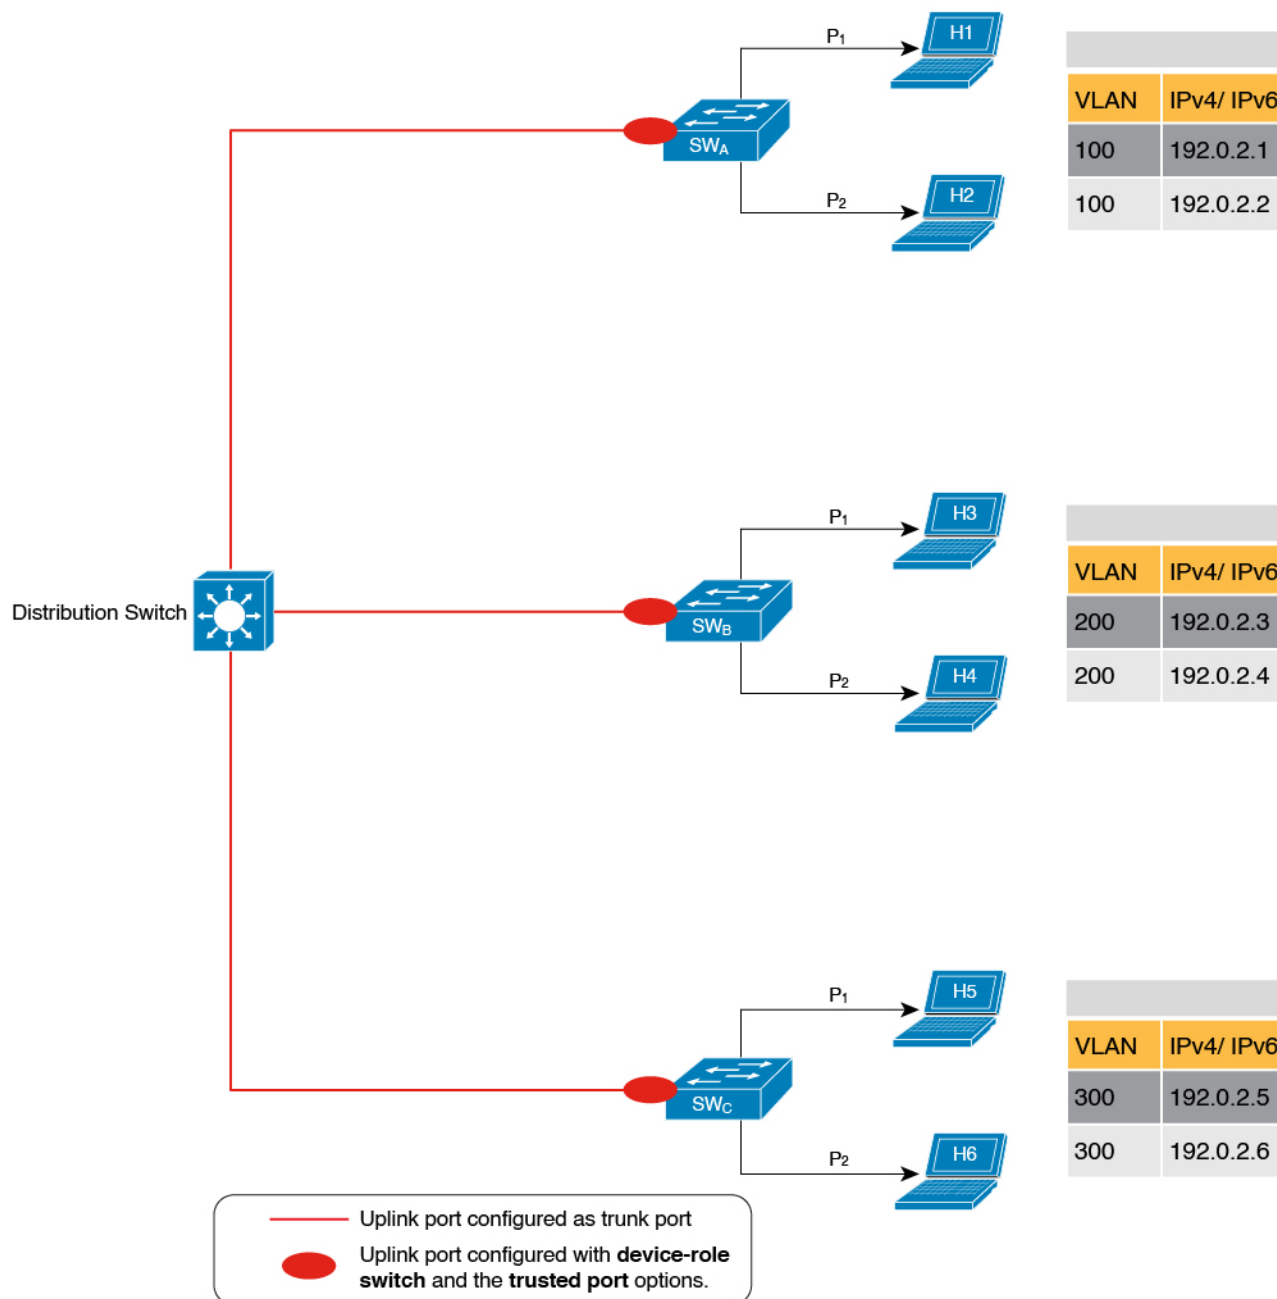 P1
H1
SWA
P2
H2
VLAN IPv4/ IPv6
100 192.0.2.1
100 192.0.2.2
P1
H3
Distribution Switch
SWB
P2
H4
VLAN IPv4/ IPv6
200 192.0.2.3
200 192.0.2.4
P1
H5
SWC
P2
H6
VLAN IPv4/ IPv6
300 192.0.2.5
300 192.0.2.6
Uplink port configured as trunk port
Uplink port configured with device-role
switch and the trusted port options.